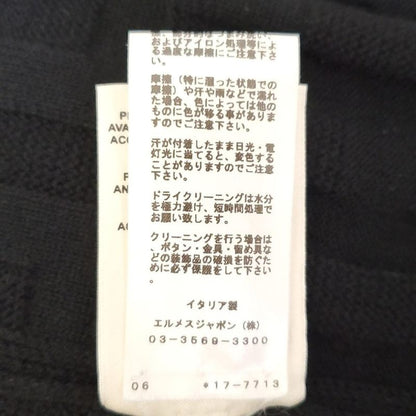 およびアイロン処理等によ
る過度な摩擦にご注意下さ
い。
摩擦（特に湿った状態での
摩擦）や汗や雨などで濡れ
た場合、色によっては他の
ものに色が移る事がありま
すのでご注意下さい。
汗が付着したまま日光・電
灯光に当てると、変色する
ことがありますのでご注意
下さい。
ドライクリーニングは水分
を極力避け、短時間処理で
お願い致します。
クリーニングを行う場合は
、ボタン・金具・留め具な
どの装飾品の破損を防ぐた
めに必ず保護をして下さい
。
イタリア製
エルメスジャポン（株）
03-3569-3300
06
*17-7713
AVA
ACC
AN